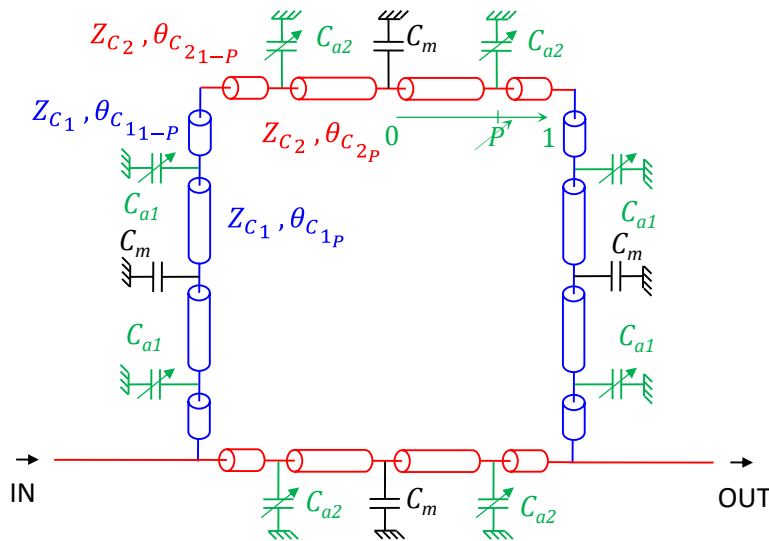 Z_{C_2}, θ_{C_{2_{1-P}}} C_{a2} C_m C_{a2}
Z_{C_1}, θ_{C_{1_{1-P}}} Z_{C_2}, θ_{C_{2_P}} 0 P 1
C_{a1} Z_{C_1}, θ_{C_{1_P}} C_{a1}
C_m C_m
C_{a1} C_{a1}
IN C_{a2} C_m C_{a2} OUT